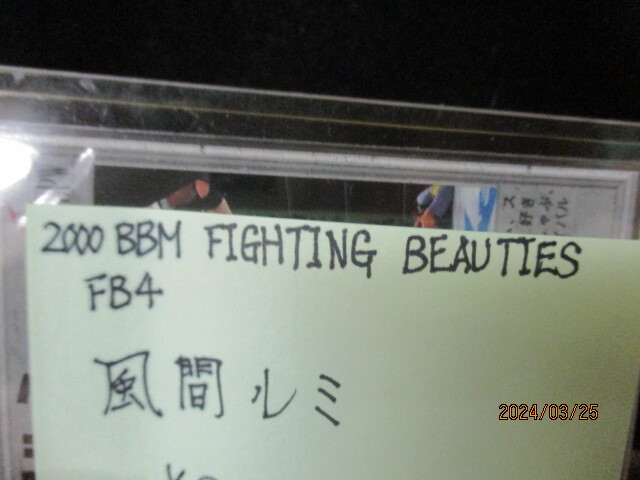 2000 BBM FIGHTING BEAUTIES
FB4
風間ルミ
2024/03/25